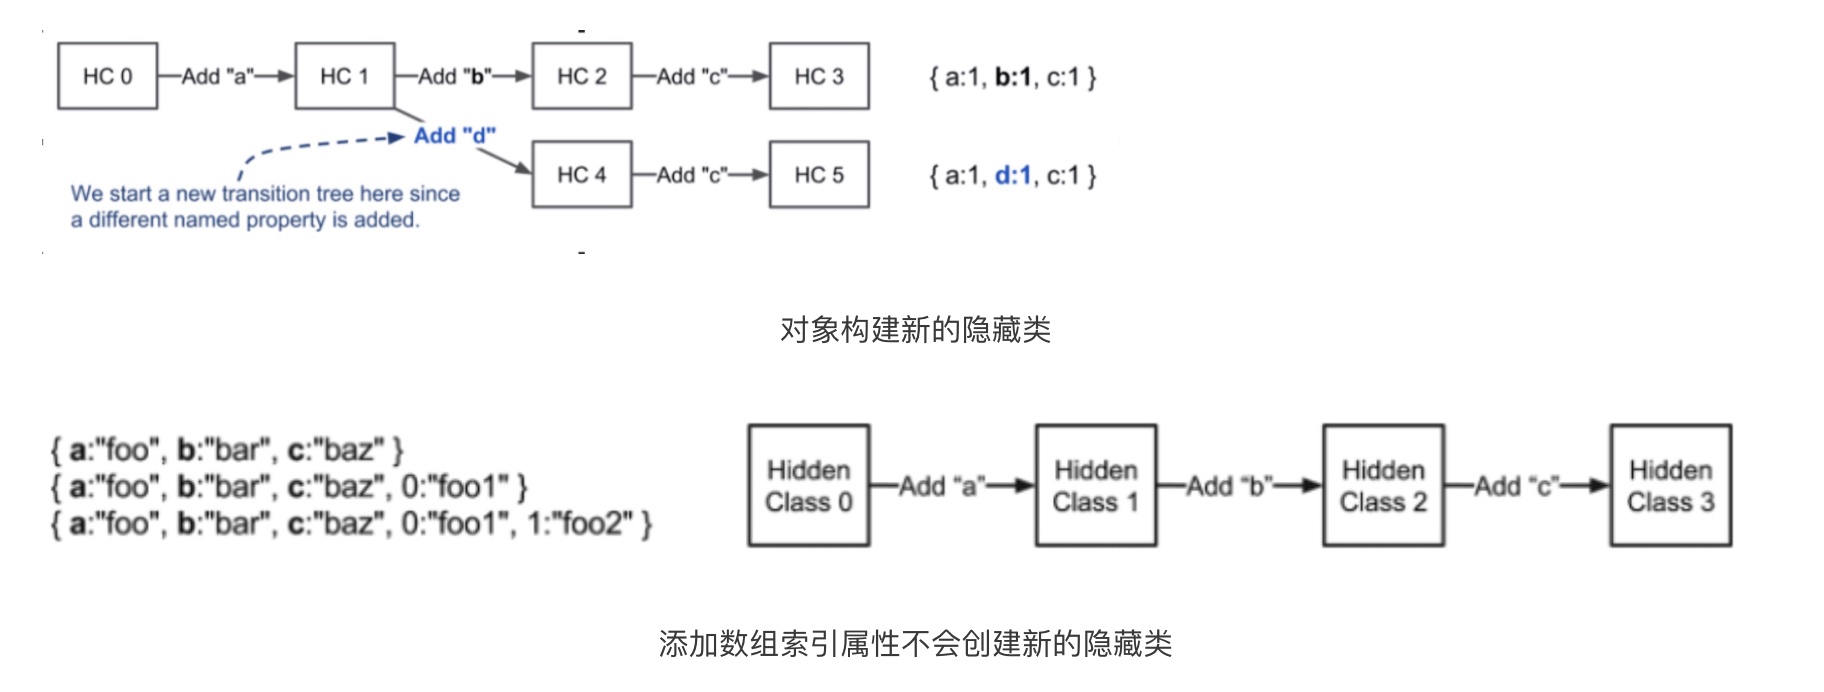 HC 0 Add "a" HC 1 Add "b" HC 2 Add "c" HC 3 { a:1, b:1, c:1 }
Add "d"
HC 4 Add "c" HC 5 { a:1, d:1, c:1 }
We start a new transition tree here since
a different named property is added.
对象构建新的隐藏类
{ a:"foo", b:"bar", c:"baz" }
{ a:"foo", b:"bar", c:"baz", 0:"foo1" }
{ a:"foo", b:"bar", c:"baz", 0:"foo1", 1:"foo2" }
Hidden
Class 0
Add “a”
Hidden
Class 1
Add “b”
Hidden
Class 2
Add “c”
Hidden
Class 3
添加数组索引属性不会创建新的隐藏类